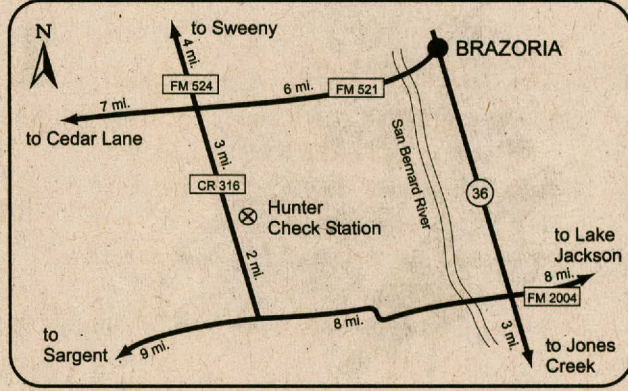 N
to Sweeny
4 mi.
FM 524
BRAZORIA
6 mi.
FM 521
7 mi.
to Cedar Lane
3 mi.
San Bernard River
CR 316
36
Hunter
Check Station
to Lake
Jackson
2 mi.
8 mi.
FM 2004
8 mi.
to
Sargent
9 mi.
3 mi.
to Jones
Creek